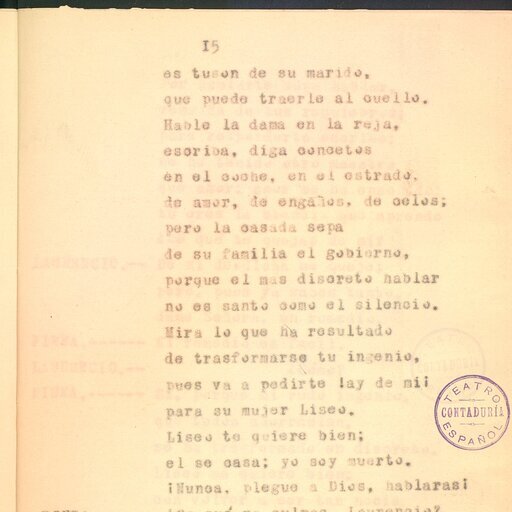 15
es tuson de su marido,
que puede traerle al cuello.
Hable la dama en la reja,
escriba, diga concetos
en el coche, en el estrado,
de amor, de engaños, de celos;
pero la casada sepa
de su familia el gobierno,
porque el mas discreto hablar
no es santo como el silencio.
Mira lo que ha resultado
de trasformarse tu ingenio,
pues va a pedirte ¡ay de mi¡
para su mujer Liseo.
Liseo te quiere bien;
el se casa; yo soy muerto.
¡Nunca, plegue a Dios, hablaras¡
TEATRO ESPAÑOL
CONTADURÍA